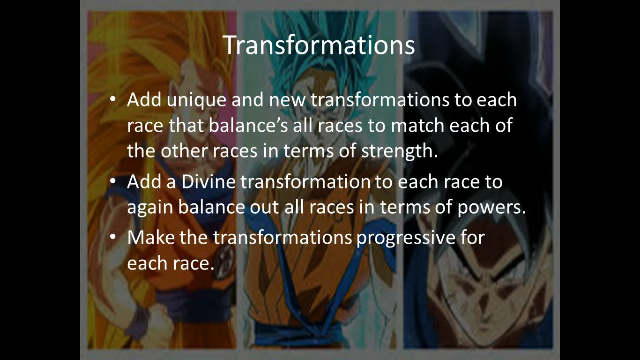 Transformations
• Add unique and new transformations to each
race that balance's all races to match each of
the other races in terms of strength.
• Add a Divine transformation to each race to
again balance out all races in terms of powers.
• Make the transformations progressive for
each race.